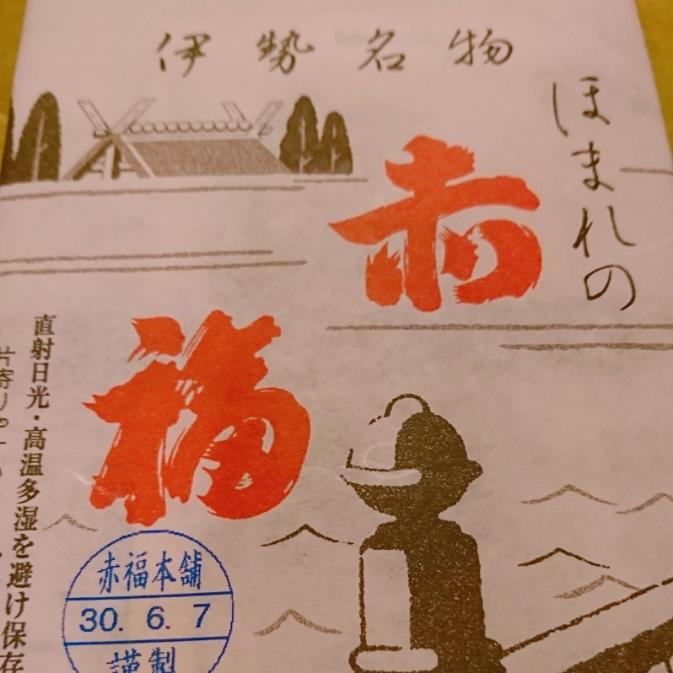 伊勢名物
ほまれの
赤
福
直射日光・高温多湿を避け保存
赤福本舗
30. 6. 7
謹製